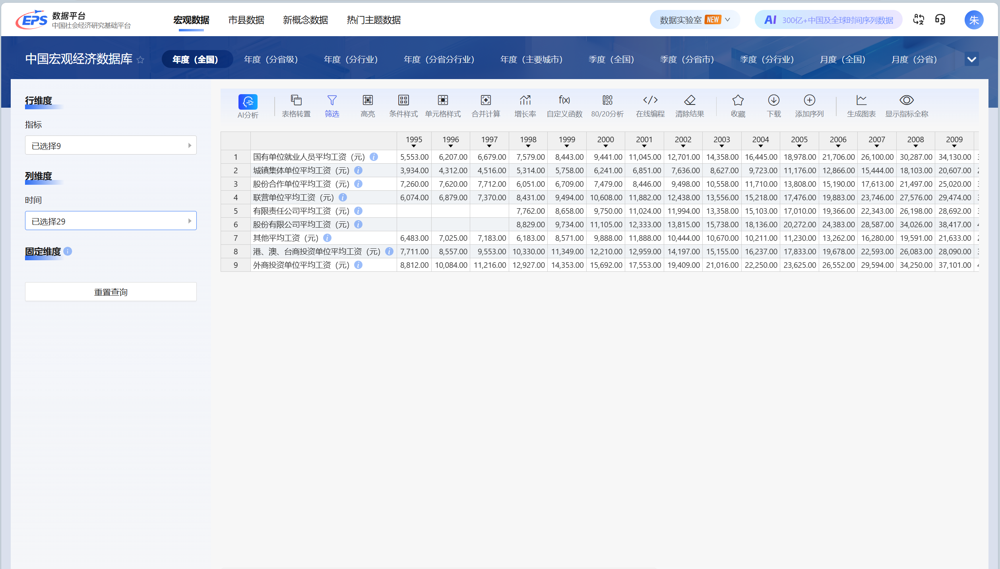 EPS 数据平台
中国社会经济研究基础平台
宏观数据 市县数据 新概念数据 热门主题数据
数据实验室 NEW
AI 300亿+中国及全球时间序列数据
朱
中国宏观经济数据库
年度（全国） 年度（分省级） 年度（分行业） 年度（分省分行业） 年度（主要城市） 季度（全国） 季度（分省市） 季度（分行业） 月度（全国） 月度（分省）
行维度
指标
已选择9
列维度
时间
已选择29
固定维度
重置查询
AI分析 表格转置 筛选 高亮 条件样式 单元格样式 合并计算 增长率 f(x) 自定义函数 80 20 80/20分析 在线编程 清除结果 收藏 下载 添加序列 生成图表 显示指标全称
1995 1996 1997 1998 1999 2000 2001 2002 2003 2004 2005 2006 2007 2008 2009
1 国有单位就业人员平均工资（元） 5,553.00 6,207.00 6,679.00 7,579.00 8,443.00 9,441.00 11,045.00 12,701.00 14,358.00 16,445.00 18,978.00 21,706.00 26,100.00 30,287.00 34,130.00
2 城镇集体单位平均工资（元） 3,934.00 4,312.00 4,516.00 5,314.00 5,758.00 6,241.00 6,851.00 7,636.00 8,627.00 9,723.00 11,176.00 12,866.00 15,444.00 18,103.00 20,607.00
3 股份合作单位平均工资（元） 7,260.00 7,620.00 7,712.00 6,051.00 6,709.00 7,479.00 8,446.00 9,498.00 10,558.00 11,710.00 13,808.00 15,190.00 17,613.00 21,497.00 25,020.00
4 联营单位平均工资（元） 6,074.00 6,879.00 7,370.00 8,431.00 9,494.00 10,608.00 11,882.00 12,438.00 13,556.00 15,218.00 17,476.00 19,883.00 23,746.00 27,576.00 29,474.00
5 有限责任公司平均工资（元） 7,762.00 8,658.00 9,750.00 11,024.00 11,994.00 13,358.00 15,103.00 17,010.00 19,366.00 22,343.00 26,198.00 28,692.00
6 股份有限公司平均工资（元） 8,829.00 9,734.00 11,105.00 12,333.00 13,815.00 15,738.00 18,136.00 20,272.00 24,383.00 28,587.00 34,026.00 38,417.00
7 其他平均工资（元） 6,483.00 7,025.00 7,183.00 6,183.00 8,571.00 9,888.00 11,888.00 10,444.00 10,670.00 10,211.00 11,230.00 13,262.00 16,280.00 19,591.00 21,633.00
8 港、澳、台商投资单位平均工资（元） 7,711.00 8,557.00 9,553.00 10,330.00 11,349.00 12,210.00 12,959.00 14,197.00 15,155.00 16,237.00 17,833.00 19,678.00 22,593.00 26,083.00 28,090.00
9 外商投资单位平均工资（元） 8,812.00 10,084.00 11,216.00 12,927.00 14,353.00 15,692.00 17,553.00 19,409.00 21,016.00 22,250.00 23,625.00 26,552.00 29,594.00 34,250.00 37,101.00